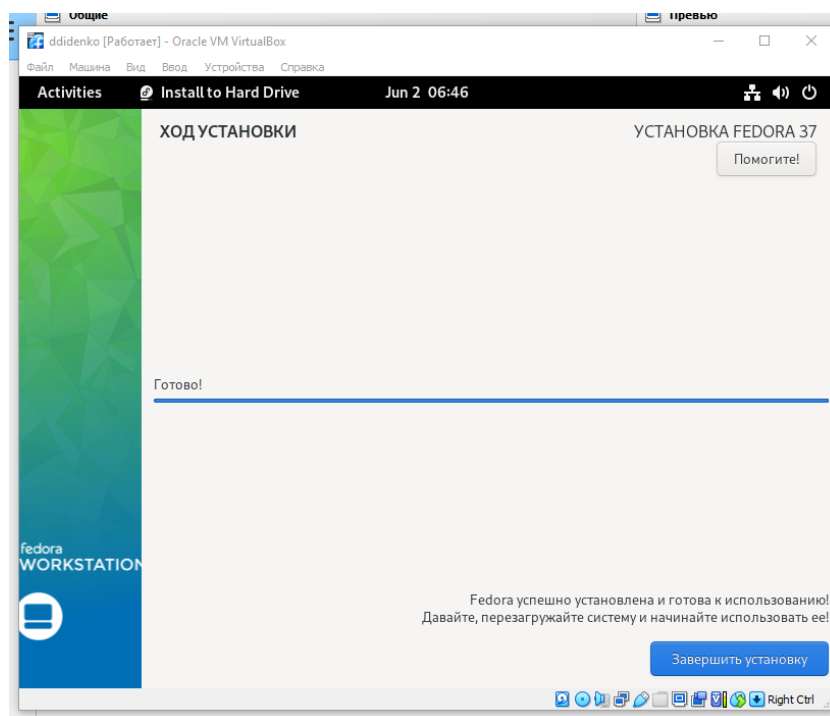 Общие Превью
ddidenko [Работает] - Oracle VM VirtualBox
Файл Машина Вид Ввод Устройства Справка
Activities Install to Hard Drive Jun 2 06:46
ХОД УСТАНОВКИ УСТАНОВКА FEDORA 37
Помогите!
Готово!
fedora
WORKSTATION
Fedora успешно установлена и готова к использованию!
Давайте, перезагружайте систему и начинайте использовать ее!
Завершить установку
Right Ctrl